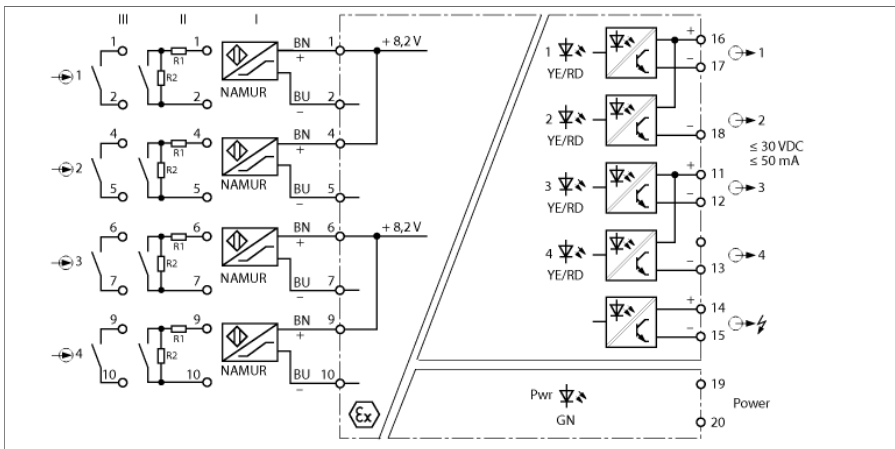 III II I
1 1 BN 1 + 8,2 V 16
+ +
R1
1 R2 1 1
YE/RD
2 2 BU 2 – 17
NAMUR –
4 4 BN 4
+
R1
2 R2 2 2
YE/RD
5 5 BU 5 – 18
NAMUR –
≤ 30 VDC
≤ 50 mA
6 6 BN 6 + 8,2 V + 11
+
R1
3 R2 3 3
YE/RD
7 7 BU 7 – 12
NAMUR –
9 9 BN 9
+
R1
4 R2 4 4
YE/RD
10 10 BU 10 – 13
NAMUR –
+ 14
– 15
Ex
Pwr
GN
19
Power
20